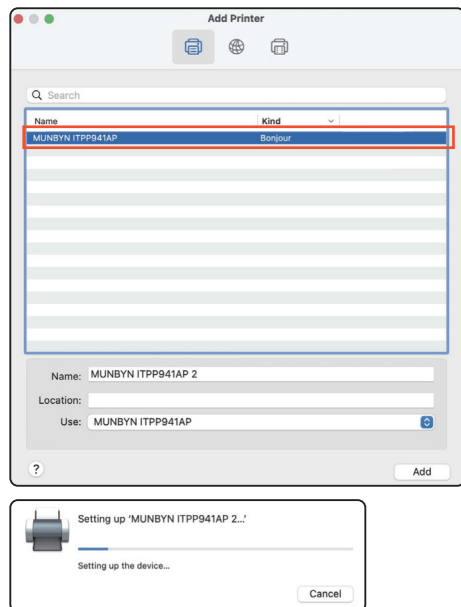 Add Printer
Search
Name Kind
MUNBYN ITPP941AP Bonjour
Name: MUNBYN ITPP941AP 2
Location:
Use: MUNBYN ITPP941AP
? Add
Setting up ‘MUNBYN ITPP941AP 2...’
Setting up the device...
Cancel